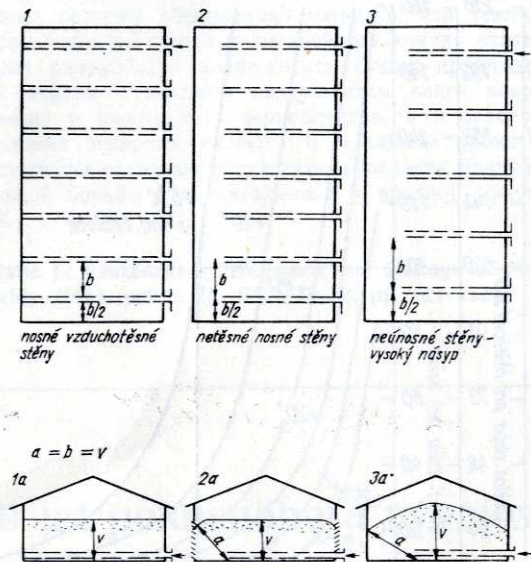 1
2
3
b
b/2
b
b/2
b
b/2
nosné vzduchotěsné
stěny
netěsné nosné stěny
neúnosné stěny-
vysoký násyp
a = b = v
1a
2a
3a
v
a
v
a
v